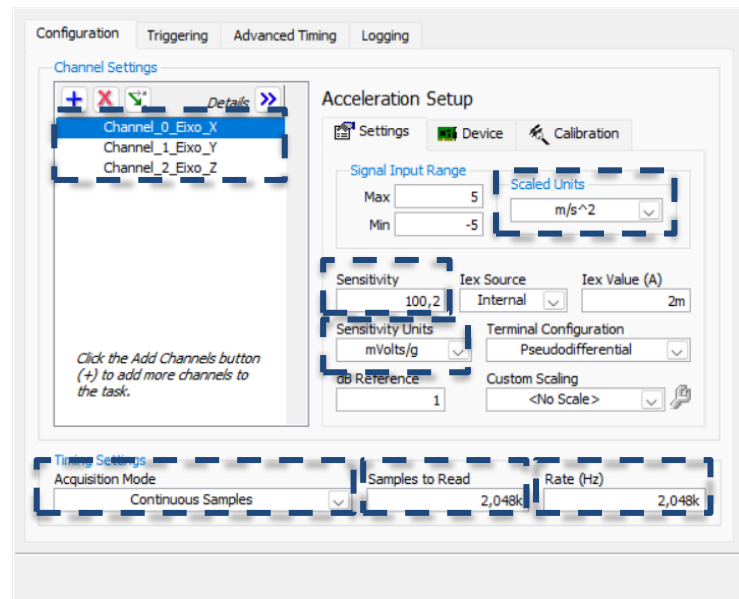 Configuration Triggering Advanced Timing Logging
Channel Settings
Details
Channel_0_Eixo_X
Channel_1_Eixo_Y
Channel_2_Eixo_Z
Click the Add Channels button
(+) to add more channels to
the task.
Acceleration Setup
Settings Device Calibration
Signal Input Range
Max 5
Min -5
Scaled Units
m/s^2
Sensitivity Iex Source Iex Value (A)
100,2 Internal 2m
Sensitivity Units Terminal Configuration
mVolts/g Pseudodifferential
dB Reference Custom Scaling
1 <No Scale>
Timing Settings
Acquisition Mode Samples to Read Rate (Hz)
Continuous Samples 2,048k 2,048k